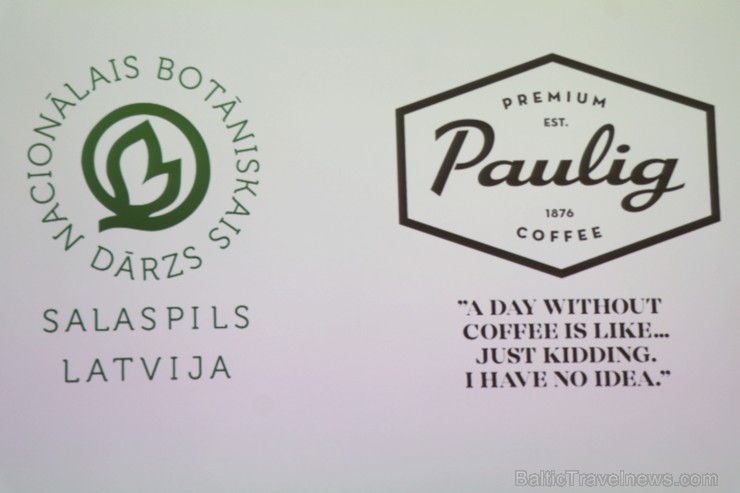 NACIONĀLAIS BOTĀNISKAIS
DĀRZS
SALASPILS
LATVIJA
PREMIUM
EST.
Paulig
1876
COFFEE
"A DAY WITHOUT
COFFEE IS LIKE...
JUST KIDDING.
I HAVE NO IDEA."
BalticTravelnews.com